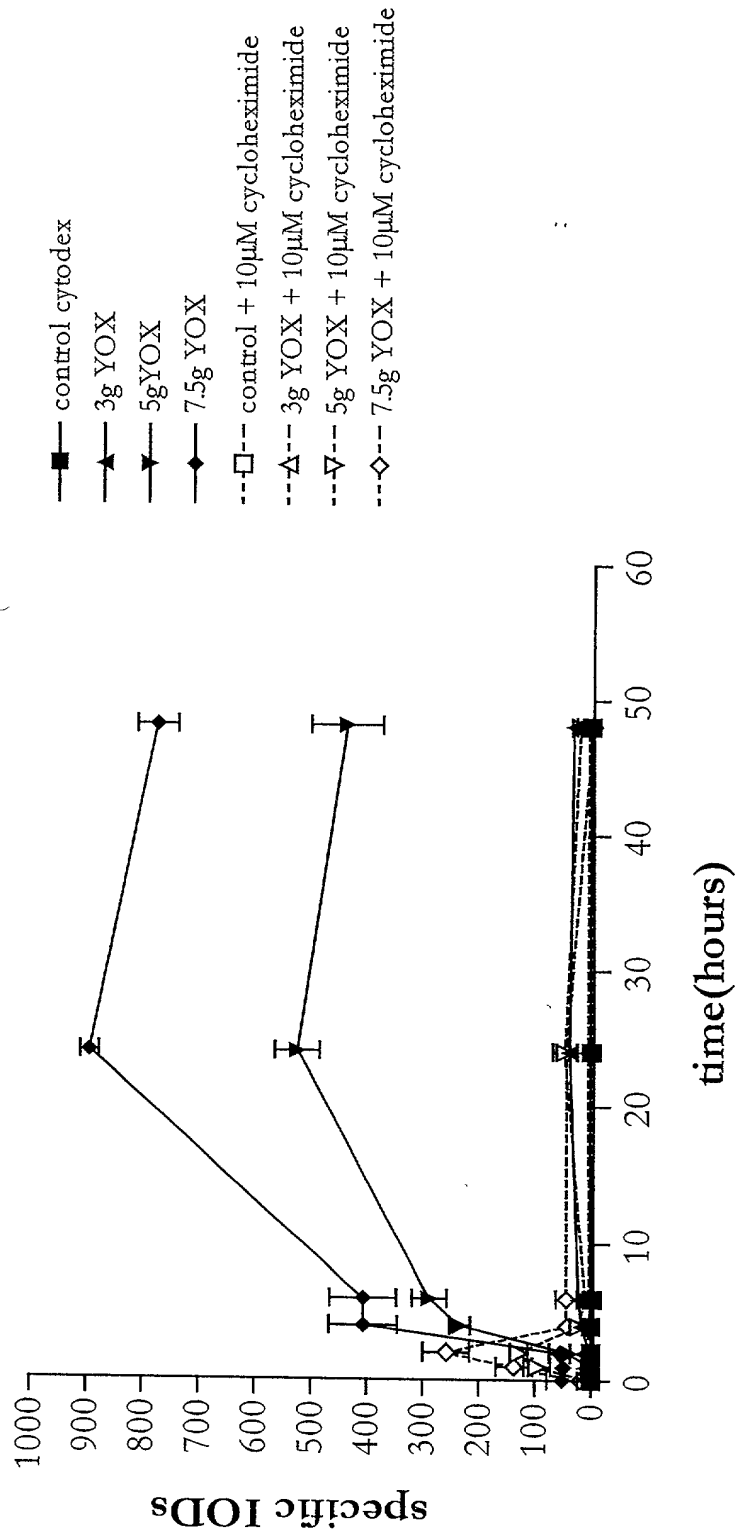 control cytodex
3g YOX
5gYOX
7.5g YOX
control + 10µM cycloheximide
3g YOX + 10µM cycloheximide
5g YOX + 10µM cycloheximide
7.5g YOX + 10µM cycloheximide
specific IODs
1000
900
800
700
600
500
400
300
200
100
0
0
10
20
30
40
50
60
time(hours)